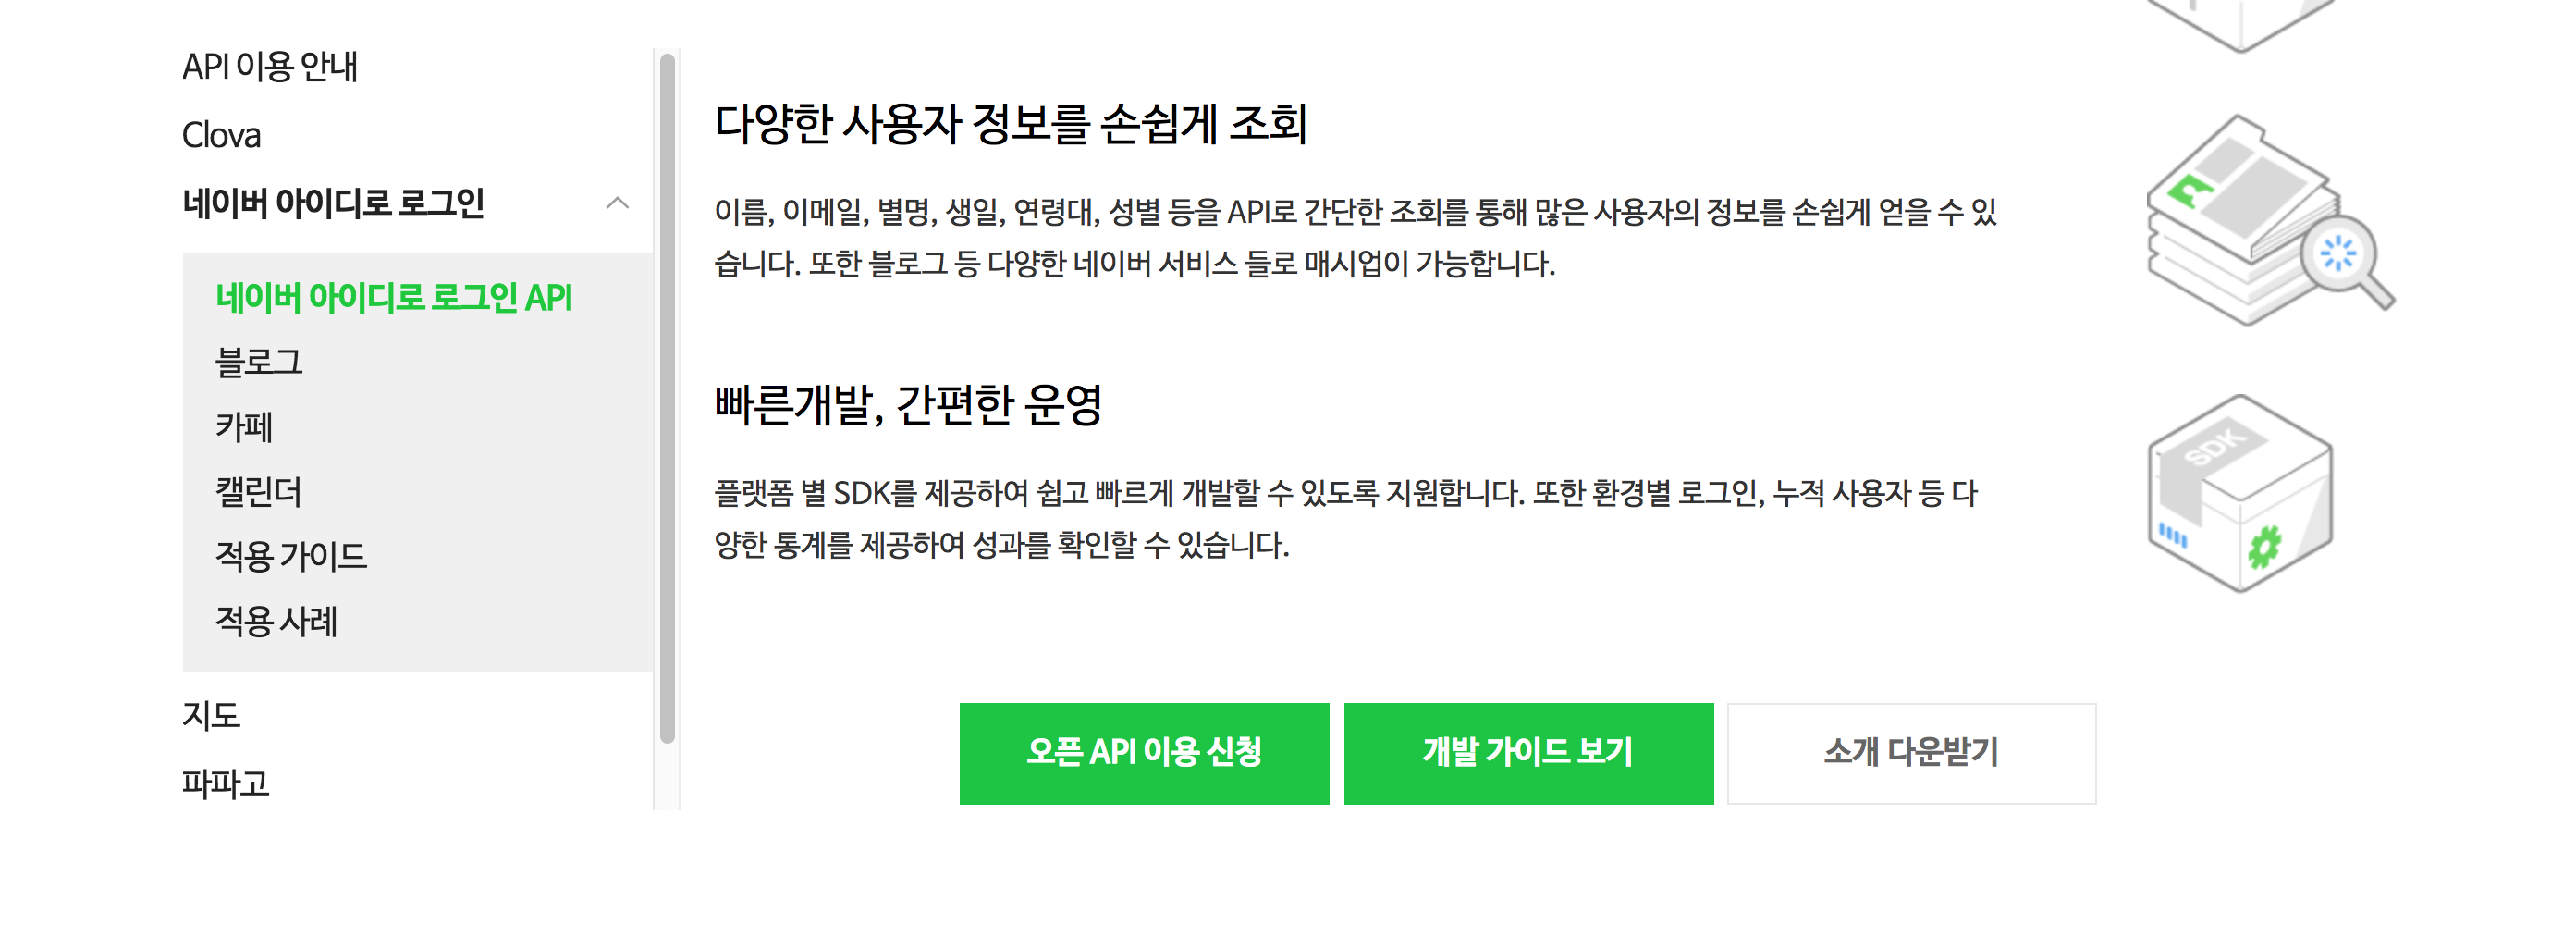 API 이용 안내
Clova
네이버 아이디로 로그인
네이버 아이디로 로그인 API
블로그
카페
캘린더
적용 가이드
적용 사례
지도
파파고
다양한 사용자 정보를 손쉽게 조회
이름, 이메일, 별명, 생일, 연령대, 성별 등을 API로 간단한 조회를 통해 많은 사용자의 정보를 손쉽게 얻을 수 있
습니다. 또한 블로그 등 다양한 네이버 서비스 들로 매시업이 가능합니다.
빠른개발, 간편한 운영
플랫폼 별 SDK를 제공하여 쉽고 빠르게 개발할 수 있도록 지원합니다. 또한 환경별 로그인, 누적 사용자 등 다
양한 통계를 제공하여 성과를 확인할 수 있습니다.
SDK
오픈 API 이용 신청
개발 가이드 보기
소개 다운받기